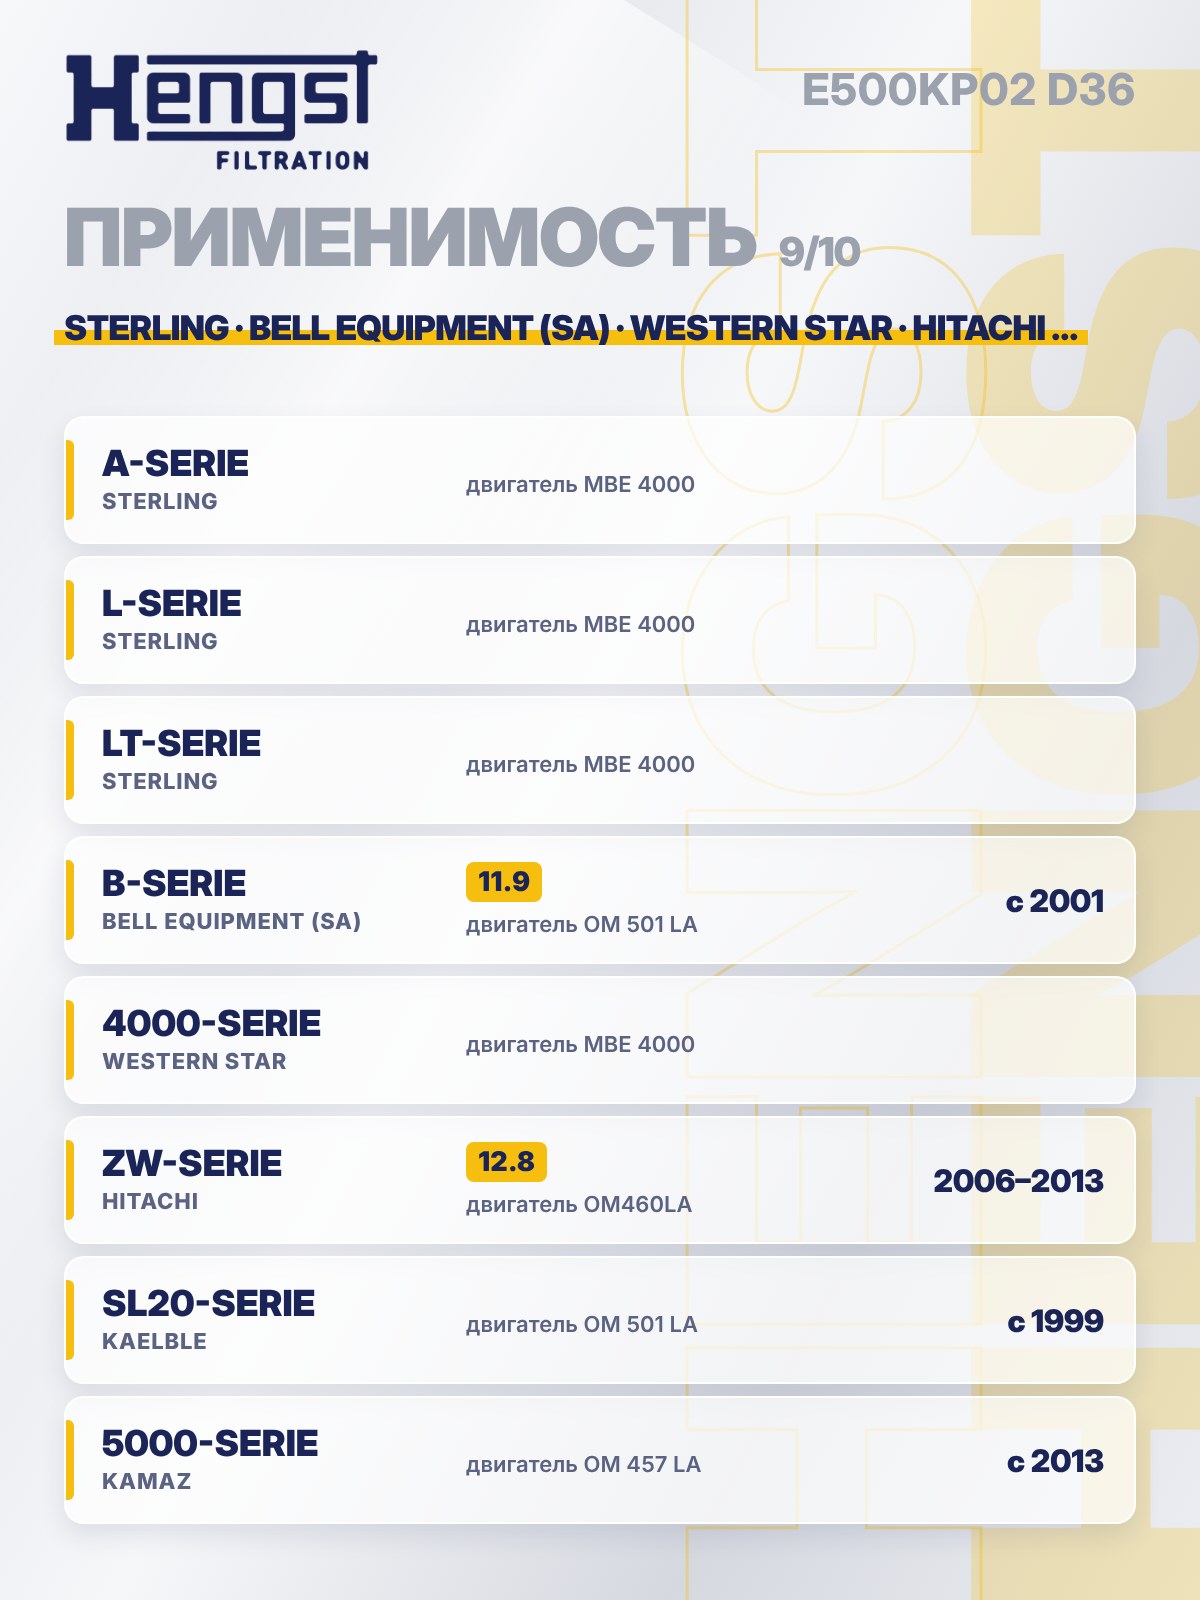 Hengst
FILTRATION
E500KP02 D36
ПРИМЕНИМОСТЬ 9/10
STERLING · BELL EQUIPMENT (SA) · WESTERN STAR · HITACHI ...
A-SERIE
STERLING
двигатель MBE 4000
L-SERIE
STERLING
двигатель MBE 4000
LT-SERIE
STERLING
двигатель MBE 4000
B-SERIE
BELL EQUIPMENT (SA)
11.9
двигатель OM 501 LA
с 2001
4000-SERIE
WESTERN STAR
двигатель MBE 4000
ZW-SERIE
HITACHI
12.8
двигатель OM460LA
2006–2013
SL20-SERIE
KAELBLE
двигатель OM 501 LA
с 1999
5000-SERIE
KAMAZ
двигатель OM 457 LA
с 2013
HENGST
HENGST